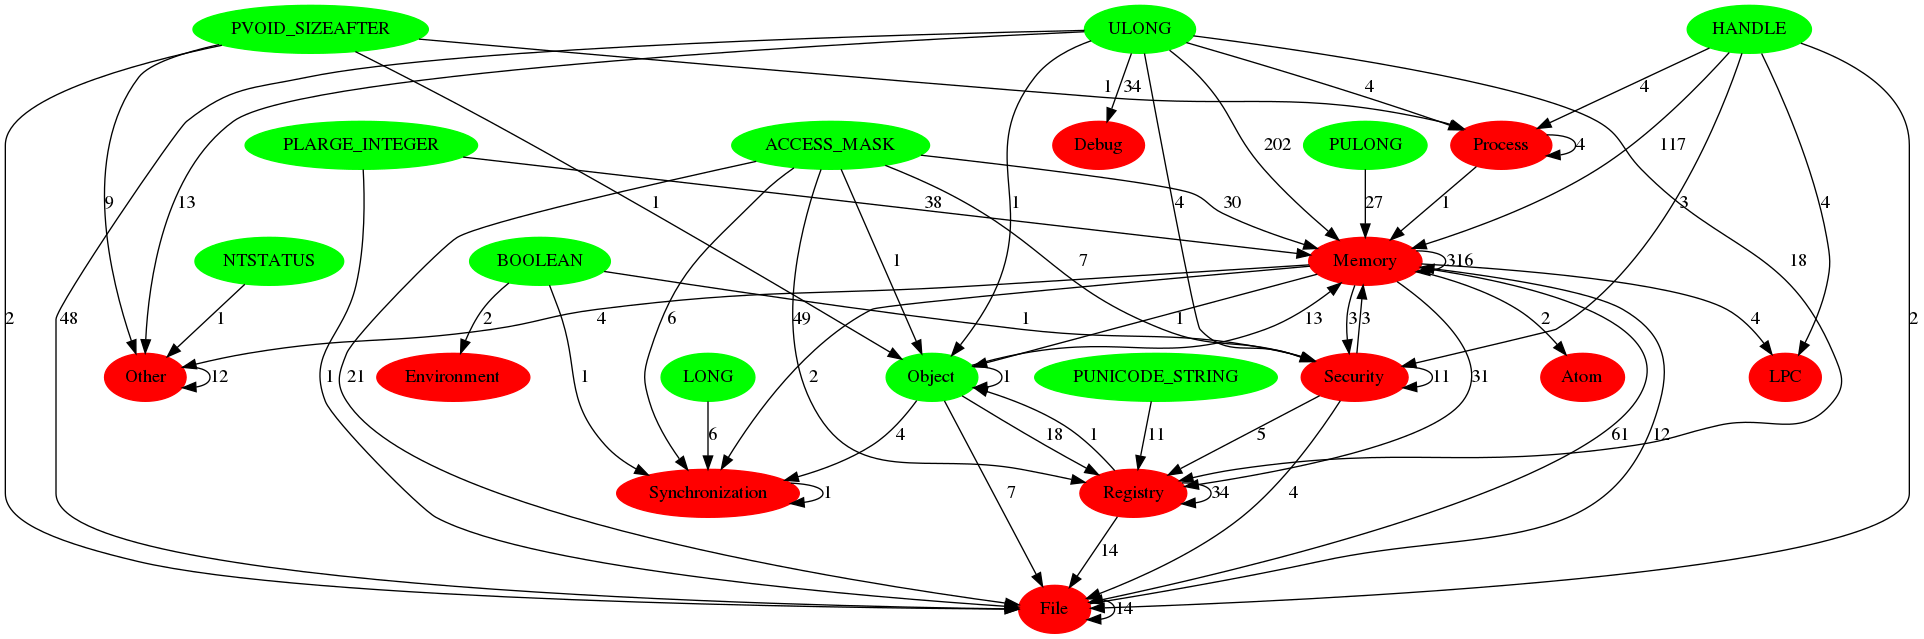 PVOID_SIZEAFTER ULONG HANDLE
1 34 4 4
PLARGE_INTEGER ACCESS_MASK Debug PULONG Process 4
9 13 1 38 1 4 30 202 27 1 117 3 4
NTSTATUS BOOLEAN 1 7 Memory 316 18
2 48 1 1 21 4 2 6 49 1 1 13 3 3 2 4 2
Other 12 Environment LONG Object 1 PUNICODE_STRING Security 11 Atom LPC
1 6 2 4 18 1 11 5 31 61 12
Synchronization 1 7 Registry 34 4
14
File 14